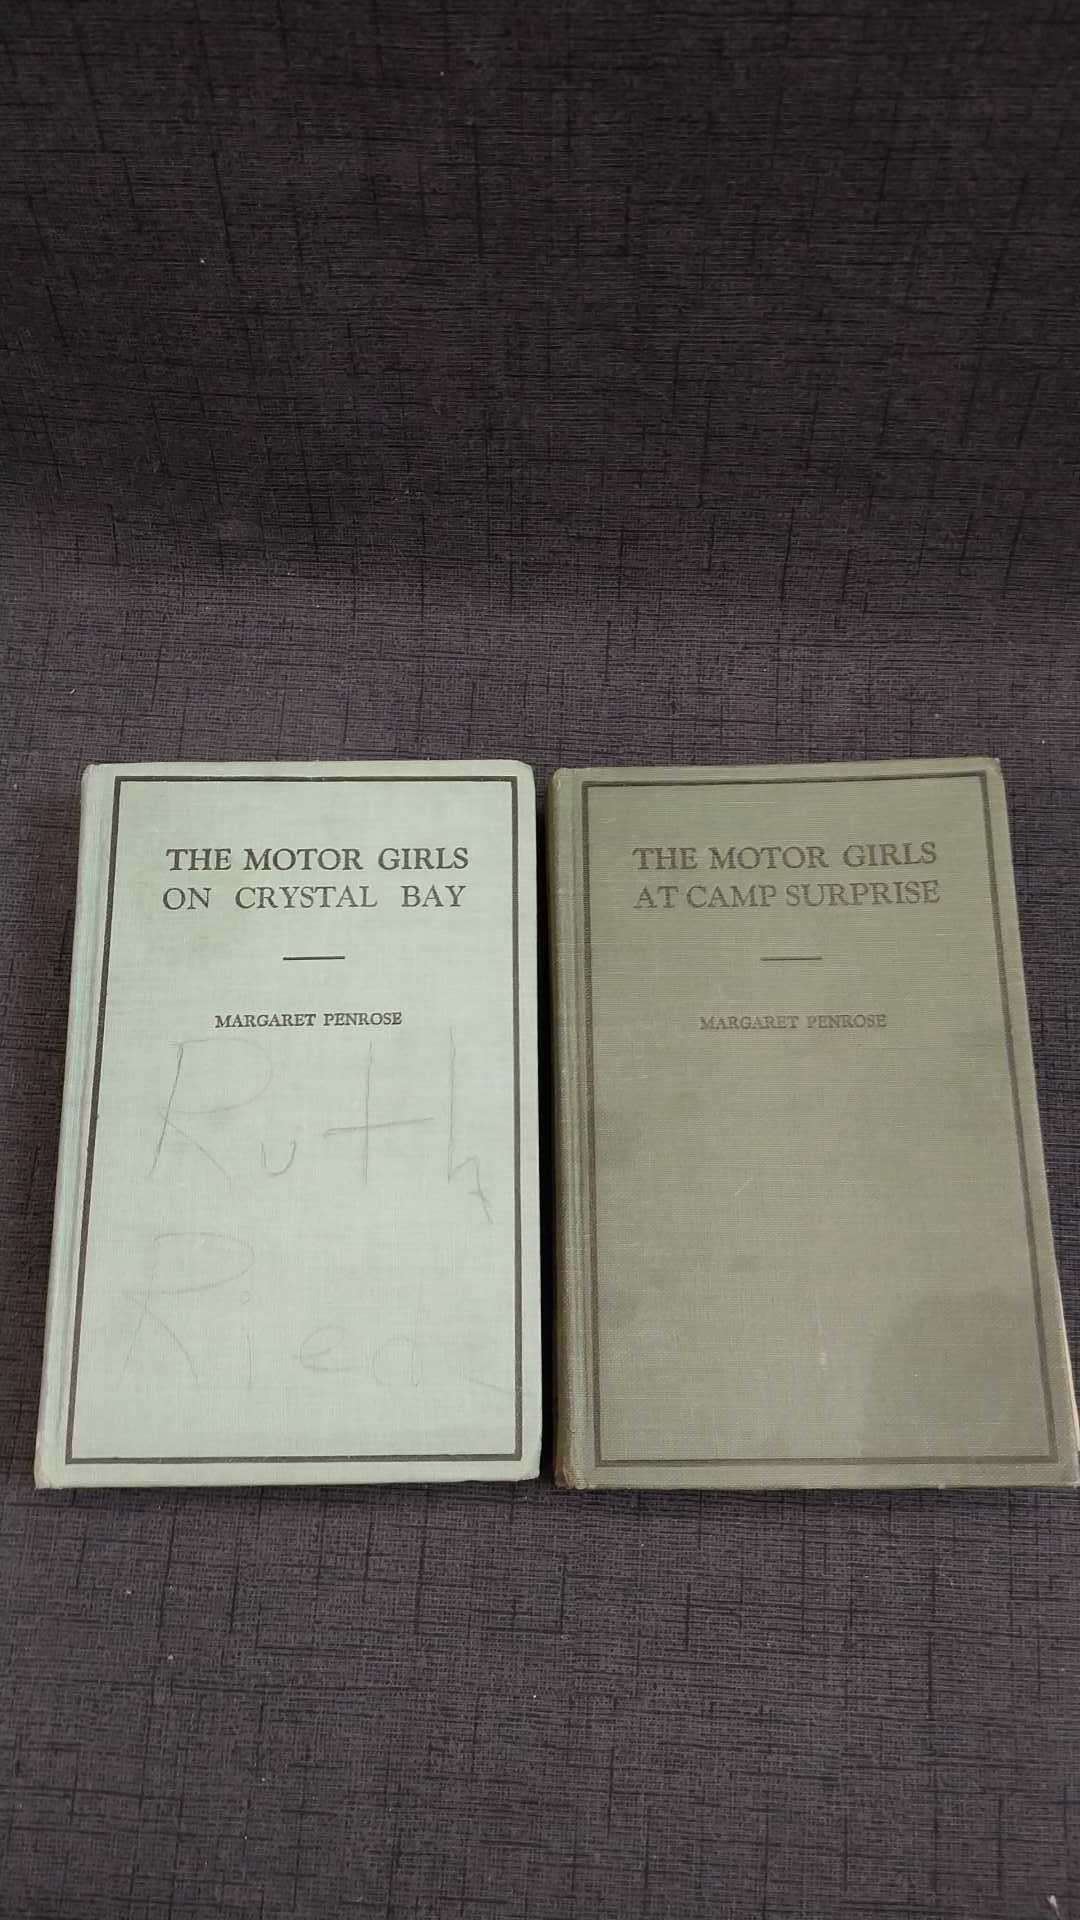 THE MOTOR GIRLS
ON CRYSTAL BAY
MARGARET PENROSE
Ruth
THE MOTOR GIRLS
AT CAMP SURPRISE
MARGARET PENROSE